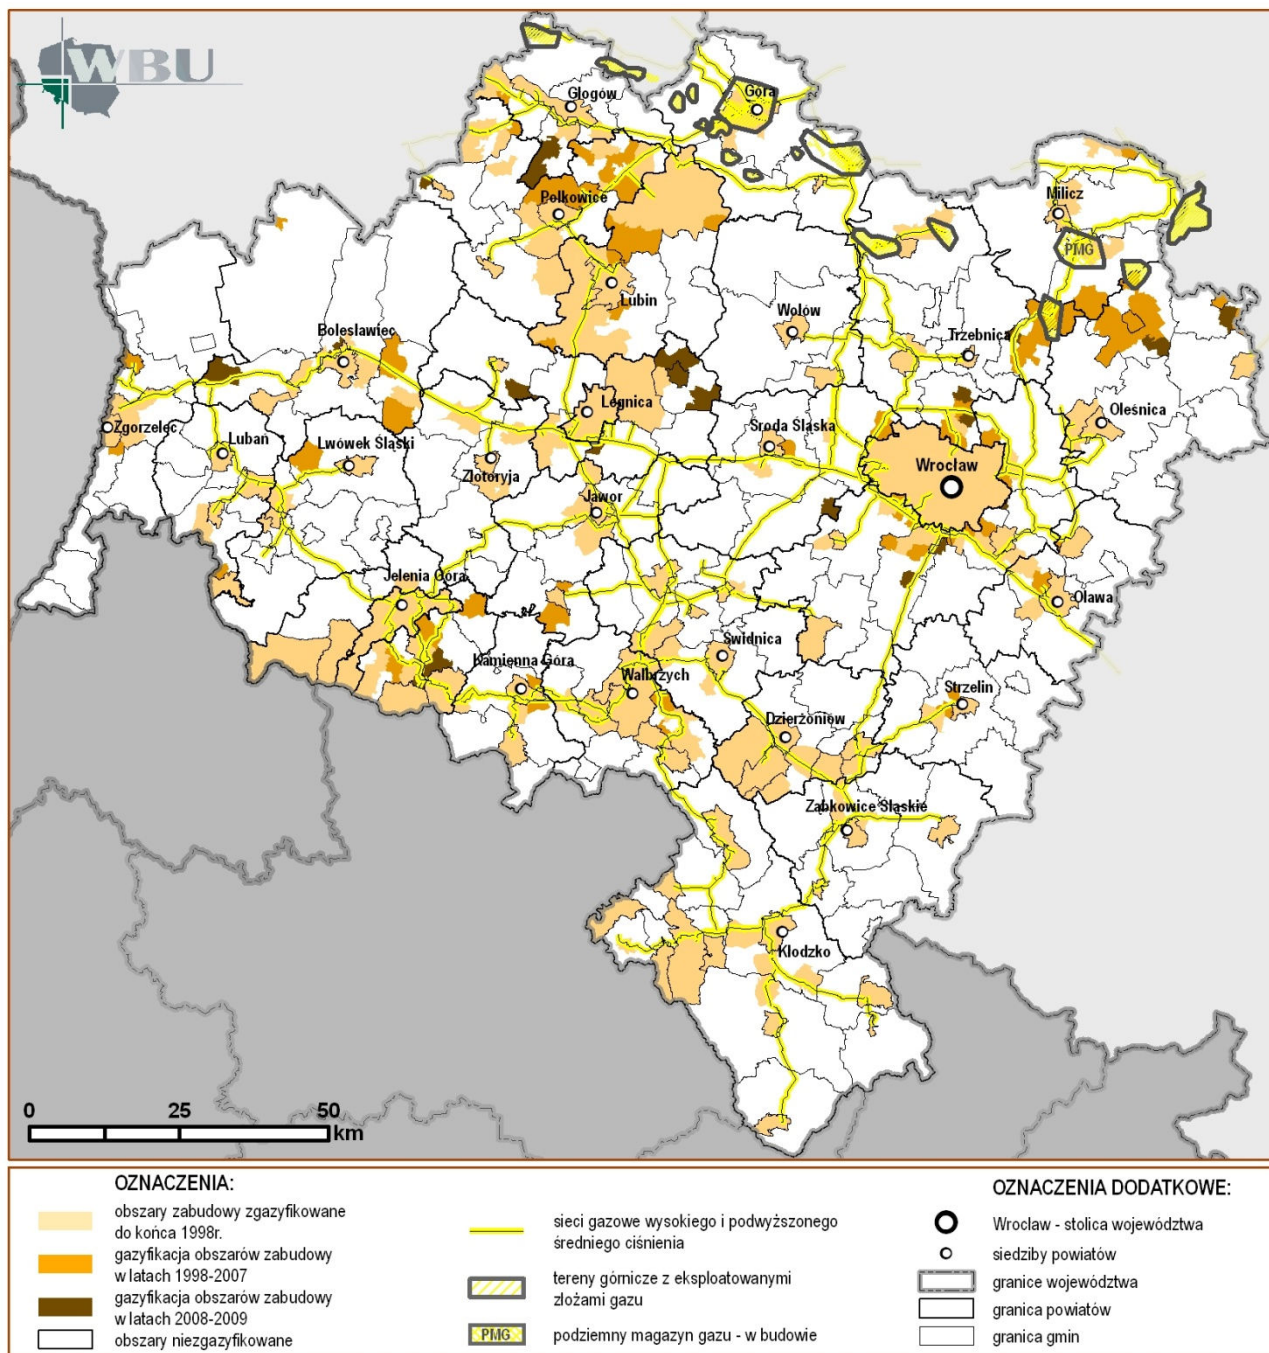 WBU
Głogów
Góra
Milicz
PMG
Polkowice
Lubin
Wołów
Trzebnica
Bolesławiec
Legnica
Oleśnica
Środa Śląska
Zgorzelec
Lubań
Lwówek Śląski
Złotoryja
Wrocław
Jawor
Jelenia Góra
Oława
Świdnica
Kamienna Góra
Wałbrzych
Strzelin
Dzierżoniów
Ząbkowice Śląskie
Kłodzko
0 25 50
km
OZNACZENIA:
obszary zabudowy zgazyfikowane
do końca 1998r.
gazyfikacja obszarów zabudowy
w latach 1998-2007
gazyfikacja obszarów zabudowy
w latach 2008-2009
obszary niezgazyfikowane
sieci gazowe wysokiego i podwyższonego
średniego ciśnienia
tereny górnicze z eksploatowanymi
złożami gazu
PMG
podziemny magazyn gazu - w budowie
OZNACZENIA DODATKOWE:
Wrocław - stolica województwa
siedziby powiatów
granice województwa
granica powiatów
granica gmin